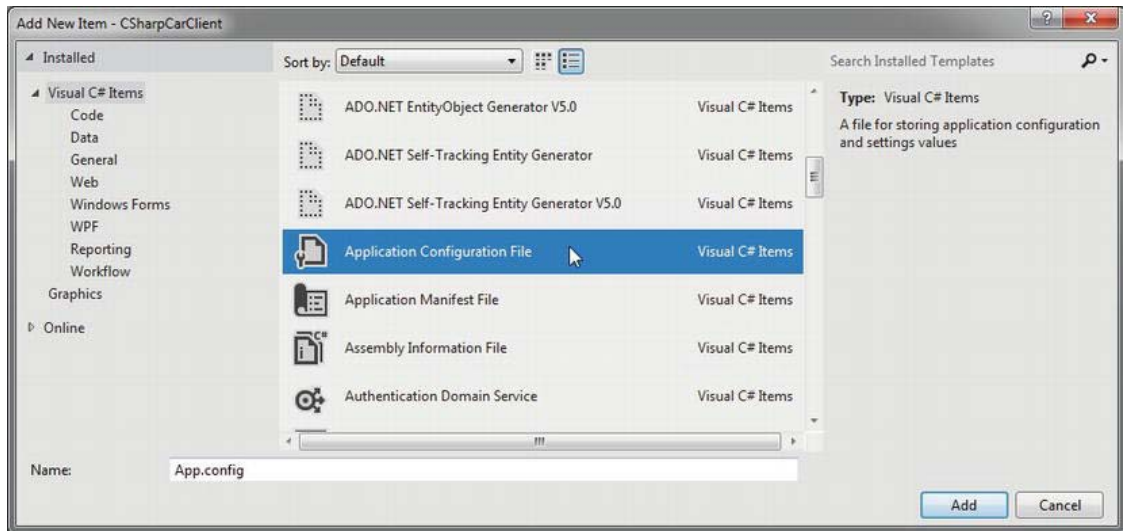 Add New Item - CSharpCarClient
Installed
Sort by: Default
Search Installed Templates
Visual C# Items
Code
Data
General
Web
Windows Forms
WPF
Reporting
Workflow
Graphics
Online
ADO.NET EntityObject Generator V5.0 Visual C# Items
ADO.NET Self-Tracking Entity Generator Visual C# Items
ADO.NET Self-Tracking Entity Generator V5.0 Visual C# Items
Application Configuration File Visual C# Items
Application Manifest File Visual C# Items
Assembly Information File Visual C# Items
Authentication Domain Service Visual C# Items
Type: Visual C# Items
A file for storing application configuration
and settings values
Name: App.config
Add Cancel